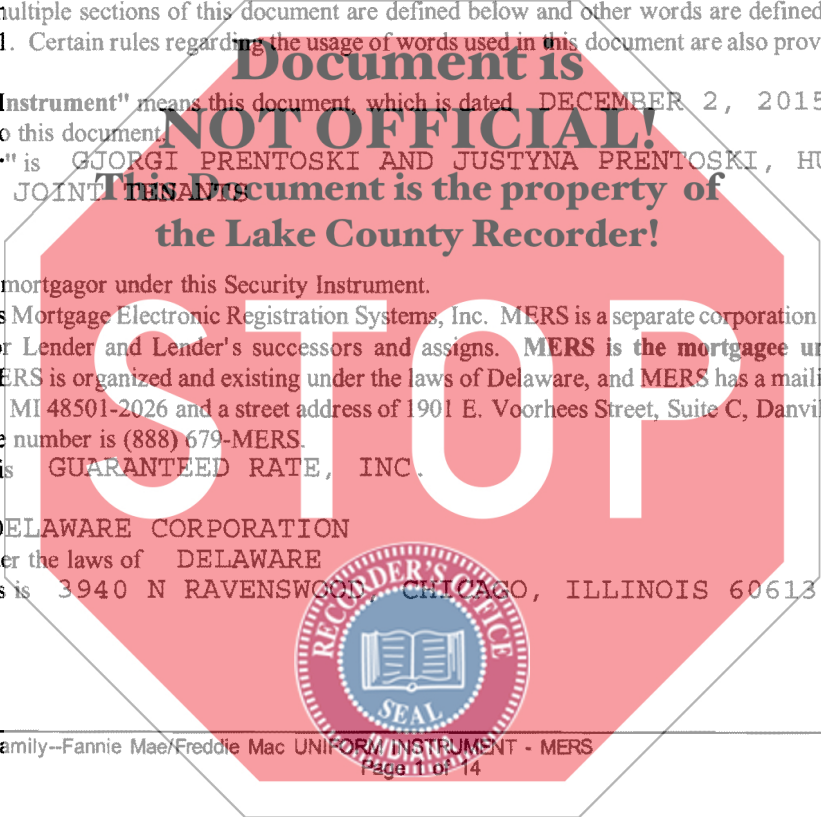 ultiple sections of this document are defined below and other words are defined
1. Certain rules regarding the usage of words used in this document are also prov
Document is
Instrument" means this document, which is dated DECEMBER 2, 2015
o this document.
NOT OFFICIAL!
" is GJORGI PRENTOSKI AND JUSTYNA PRENTOSKI, HU
JOINT TENANTS
This Document is the property of
the Lake County Recorder!
mortgagor under this Security Instrument.
s Mortgage Electronic Registration Systems, Inc. MERS is a separate corporation
r Lender and Lender's successors and assigns. MERS is the mortgagee un
ERS is organized and existing under the laws of Delaware, and MERS has a maili
MI 48501-2026 and a street address of 1901 E. Voorhees Street, Suite C, Danvil
e number is (888) 679-MERS.
STOP
is GUARANTEED RATE, INC.
DELAWARE CORPORATION
er the laws of DELAWARE
s is 3940 N RAVENSWOOD, CHICAGO, ILLINOIS 60613
RECORDER'S OFFICE
SEAL
INDIANA
amily--Fannie Mae/Freddie Mac UNIFORM INSTRUMENT - MERS
Page 1 of 14